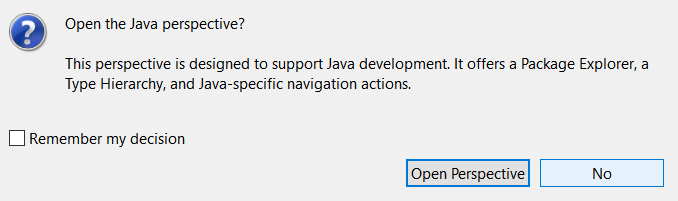 Open the Java perspective?
This perspective is designed to support Java development. It offers a Package Explorer, a
Type Hierarchy, and Java-specific navigation actions.
Remember my decision
Open Perspective
No